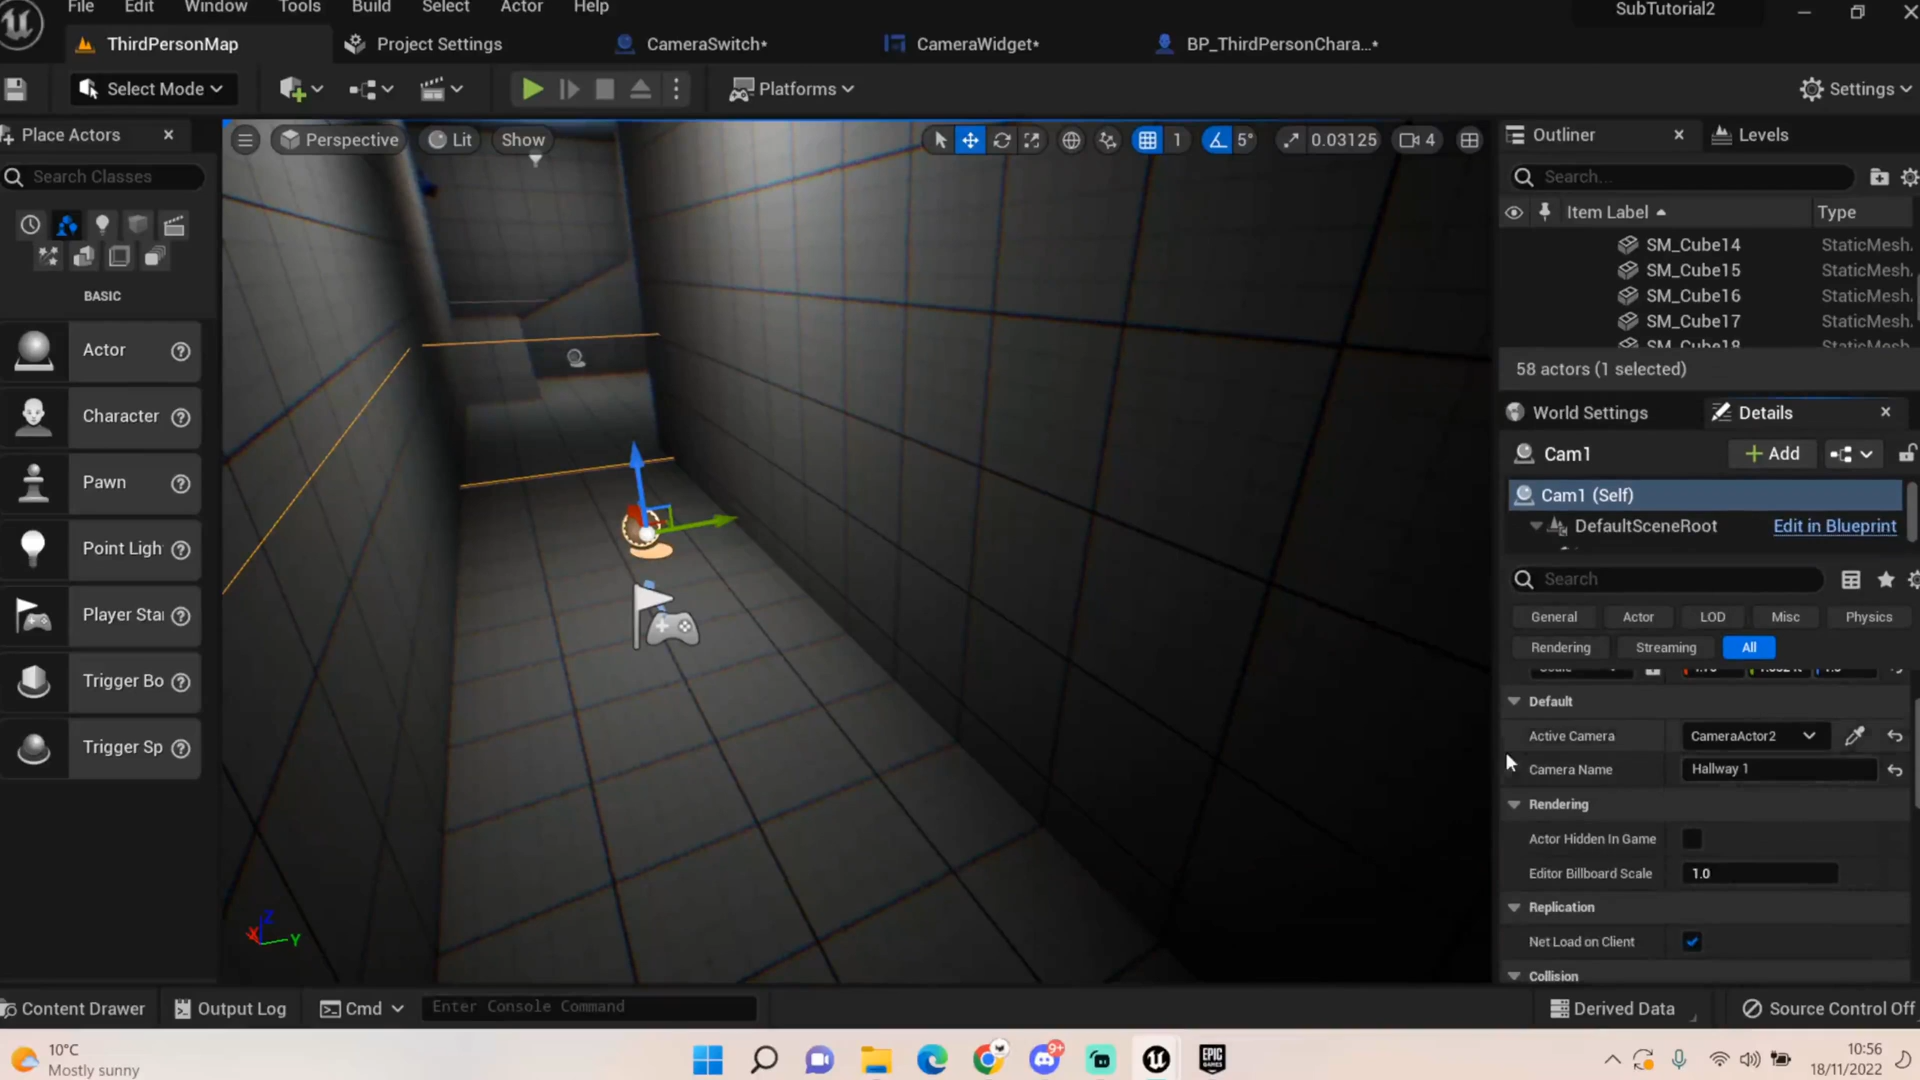 File Edit Window Tools Build Select Actor Help SubTutorial2
ThirdPersonMap Project Settings CameraSwitch* CameraWidget* BP_ThirdPersonChara...*
Select Mode Platforms Settings
Place Actors
Search Classes
BASIC
Actor
Character
Pawn
Point Ligh
Player Sta
Trigger Bo
Trigger Sp
Perspective Lit Show 1 5° 0.03125 4
Outliner Levels
Search...
Item Label Type
SM_Cube14 StaticMesh.
SM_Cube15 StaticMesh.
SM_Cube16 StaticMesh.
SM_Cube17 StaticMesh.
SM_Cube18 StaticMesh.
58 actors (1 selected)
World Settings Details
Cam1 + Add
Cam1 (Self)
DefaultSceneRoot Edit in Blueprint
Search
General Actor LOD Misc Physics
Rendering Streaming All
Default
Active Camera CameraActor2
Camera Name Hallway 1
Rendering
Actor Hidden In Game
Editor Billboard Scale 1.0
Replication
Net Load on Client
Collision
Z
X Y
Content Drawer Output Log Cmd Enter Console Command Derived Data Source Control Off
10°C
Mostly sunny
9+
EPIC
GAMES
10:56
18/11/2022